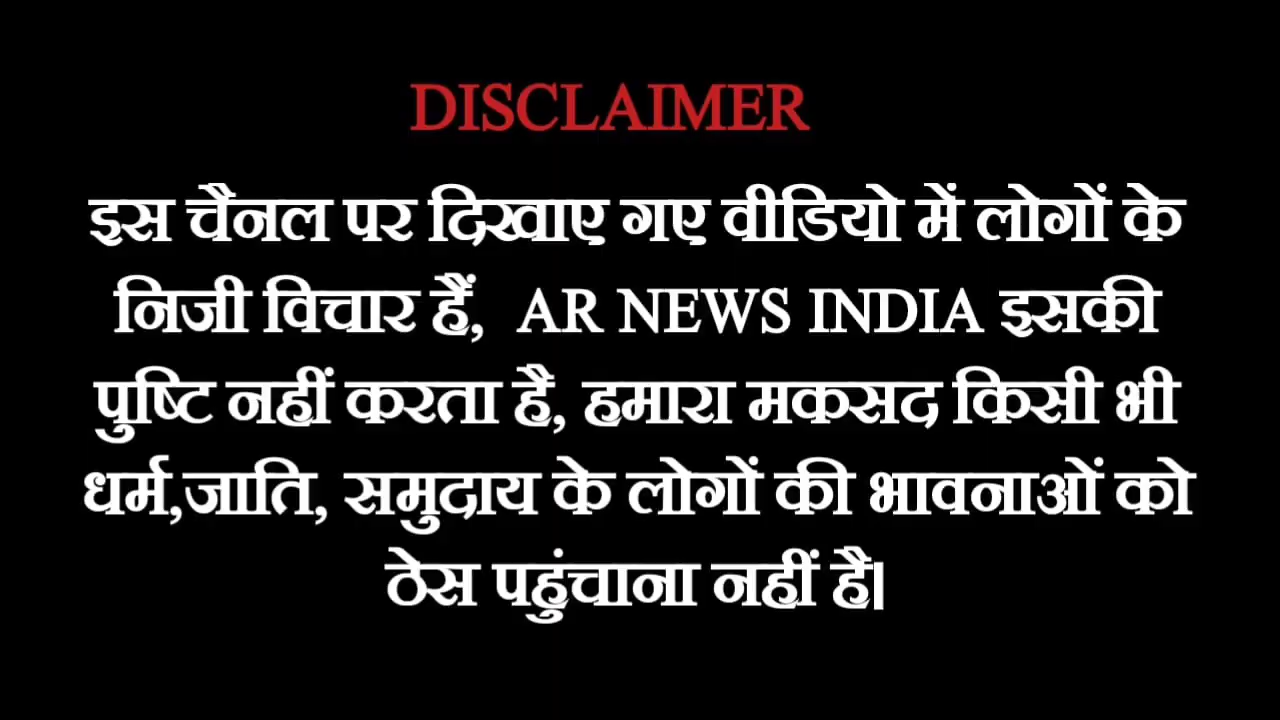 DISCLAIMER
इस चैनल पर दिखाए गए वीडियो में लोगों के
निजी विचार हैं, AR NEWS INDIA इसकी
पुष्टि नहीं करता है, हमारा मकसद किसी भी
धर्म,जाति, समुदाय के लोगों की भावनाओं को
ठेस पहुंचाना नहीं है।